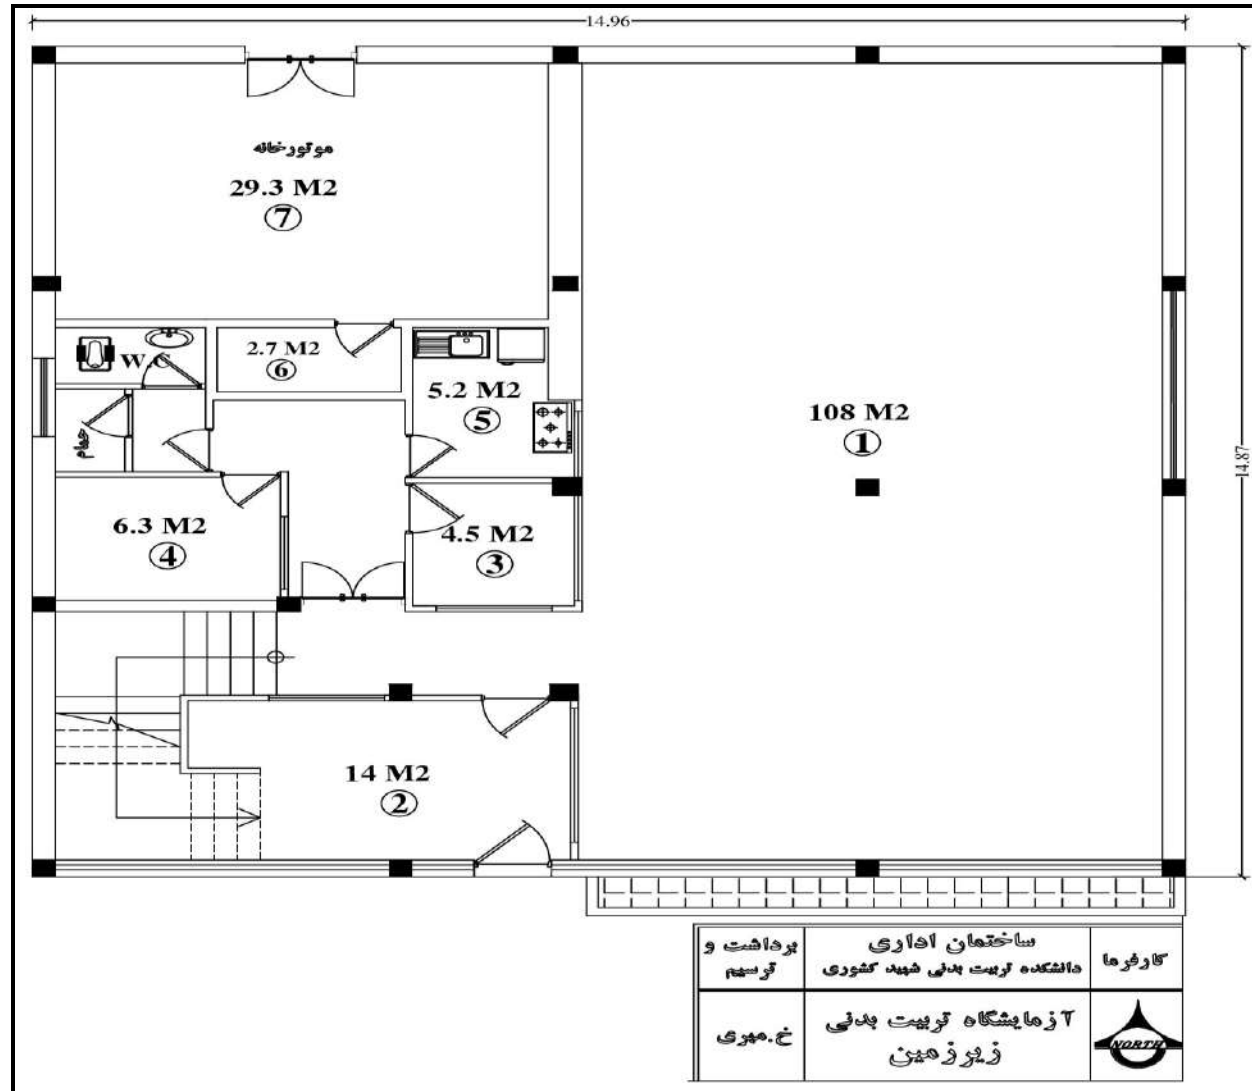 14.96
14.87
موتورخانه
29.3 M2
7
W.C
2.7 M2
6
5.2 M2
5
108 M2
1
حمام
6.3 M2
4
4.5 M2
3
14 M2
2
کارفرما
ساختمان اداری
دانشکده تربیت بدنی شهید کشوری
برداشت و
ترسیم
NORTH
آزمایشگاه تربیت بدنی
زیرزمین
خ.میری